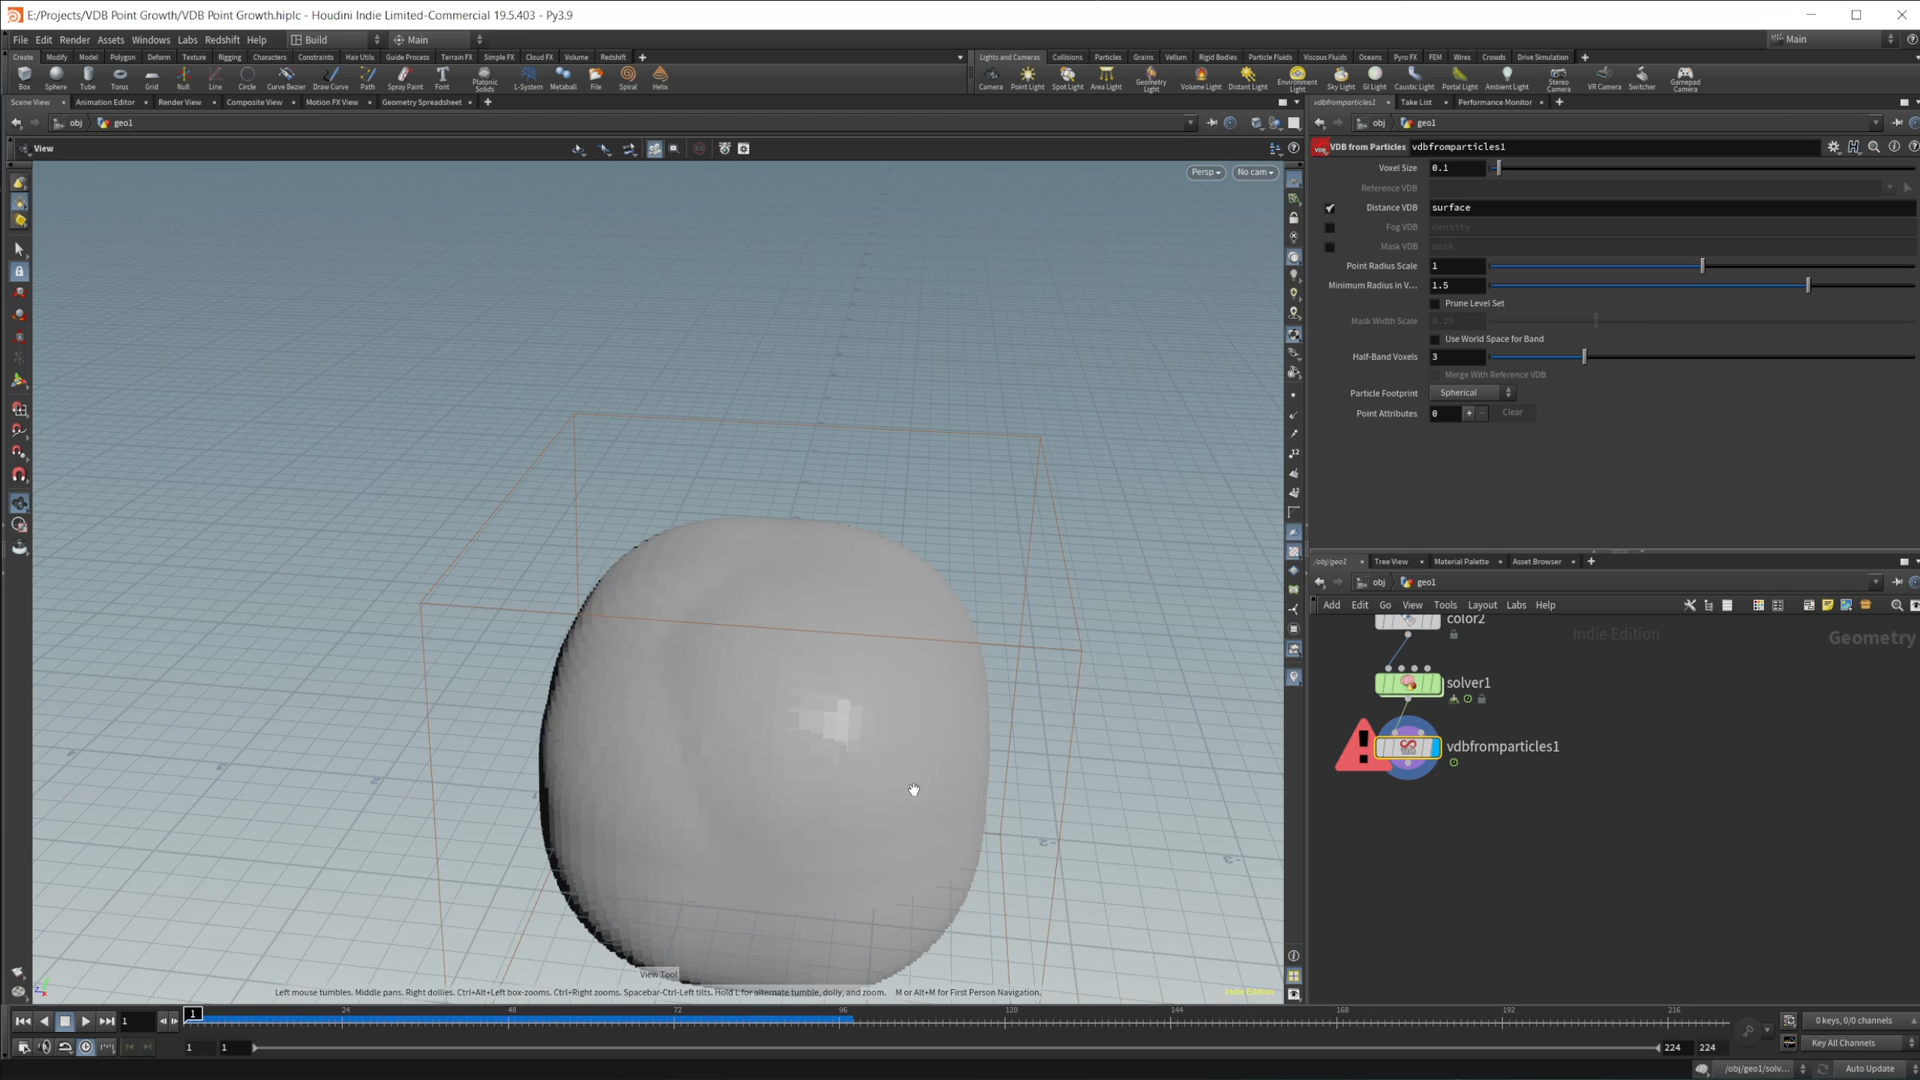 E:/Projects/VDB Point Growth/VDB Point Growth.hiplc - Houdini Indie Limited-Commercial 19.5.403 - Py3.9
File Edit Render Assets Windows Labs Redshift Help Build Main Main
Create Modify Model Polygon Deform Texture Rigging Characters Constraints Hair Utils Guide Process Terrain FX Simple FX Cloud FX Volume Redshift
Lights and Cameras Collisions Particles Grains Vellum Rigid Bodies Particle Fluids Viscous Fluids Oceans Pyro FX FEM Wires Crowds Drive Simulation
Box Sphere Tube Torus Grid Null Line Circle Curve Bezier Draw Curve Path Spray Paint Font Platonic Solids L-System Metaball File Spiral Helix
Camera Point Light Spot Light Area Light Geometry Light Volume Light Distant Light Environment Light Sky Light GI Light Caustic Light Portal Light Ambient Light Stereo Camera VR Camera Switcher Gamepad Camera
Scene View Animation Editor Render View Composite View Motion FX View Geometry Spreadsheet
vdbfromparticles1 Take List Performance Monitor
obj geo1
obj geo1
View
Persp No cam
VDB from Particles vdbfromparticles1
Voxel Size 0.1
Reference VDB
Distance VDB surface
Fog VDB density
Mask VDB mask
Point Radius Scale 1
Minimum Radius in V... 1.5
Prune Level Set
Mask Width Scale 0.25
Use World Space for Band
Half-Band Voxels 3
Merge With Reference VDB
Particle Footprint Spherical
Point Attributes 0 + - Clear
/obj/geo1 Tree View Material Palette Asset Browser
obj geo1
Add Edit Go View Tools Layout Labs Help
color2
Indie Edition
Geometry
solver1
vdbfromparticles1
View Tool
Left mouse tumbles. Middle pans. Right dollies. Ctrl+Alt+Left box-zooms. Ctrl+Right zooms. Spacebar-Ctrl-Left tilts. Hold L for alternate tumble, dolly, and zoom. M or Alt+M for First Person Navigation.
Indie Edition
1 1 24 48 72 96 120 144 168 192 216
0 keys, 0/0 channels
1 1 224 224
Key All Channels
/obj/geo1/solv... Auto Update